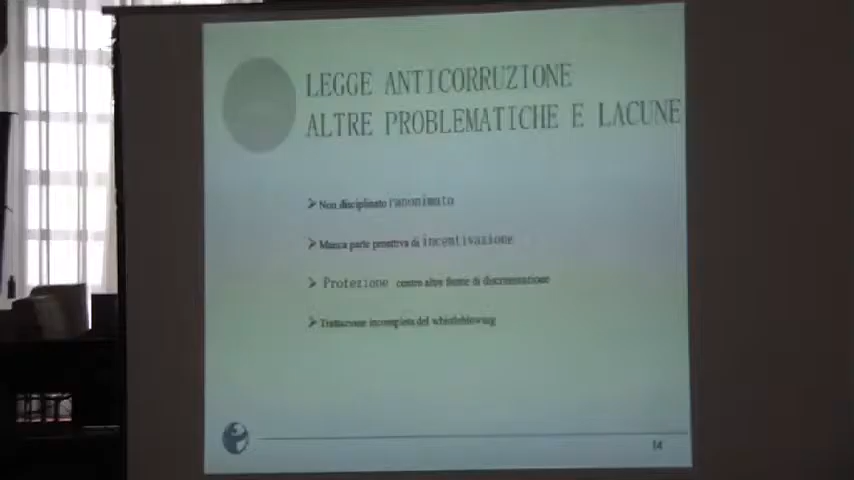 LEGGE ANTICORRUZIONE
ALTRE PROBLEMATICHE E LACUNE
Non disciplinato l'anonimato
Manca parte proattiva di incentivazione
Protezione contro altre forme di discriminazione
Trattazione incompleta del whistleblowing
14